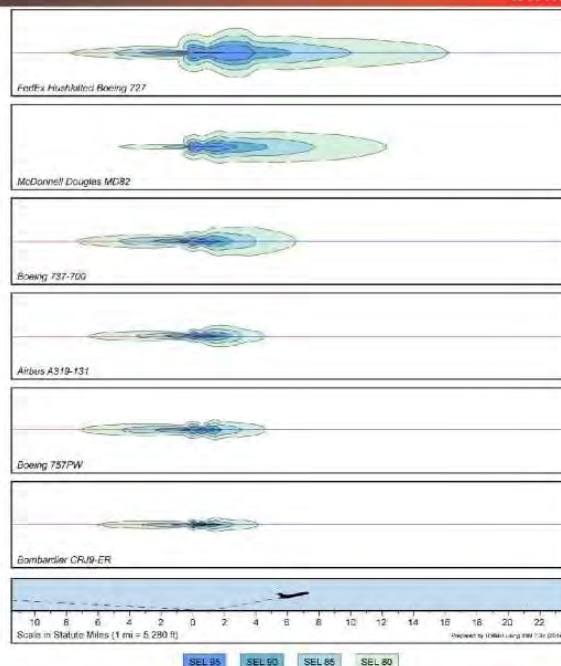 FedEx Hushkitted Boeing 727
McDonnell Douglas MD82
Boeing 737-700
Airbus A319-131
Boeing 757PW
Bombardier CRJ9-ER
10 8 6 4 2 0 2 4 6 8 10 12 14 16 18 20 22
Scale in Statute Miles (1 mi = 5,280 ft)
Prepared by
SEL 95 SEL 90 SEL 85 SEL 80